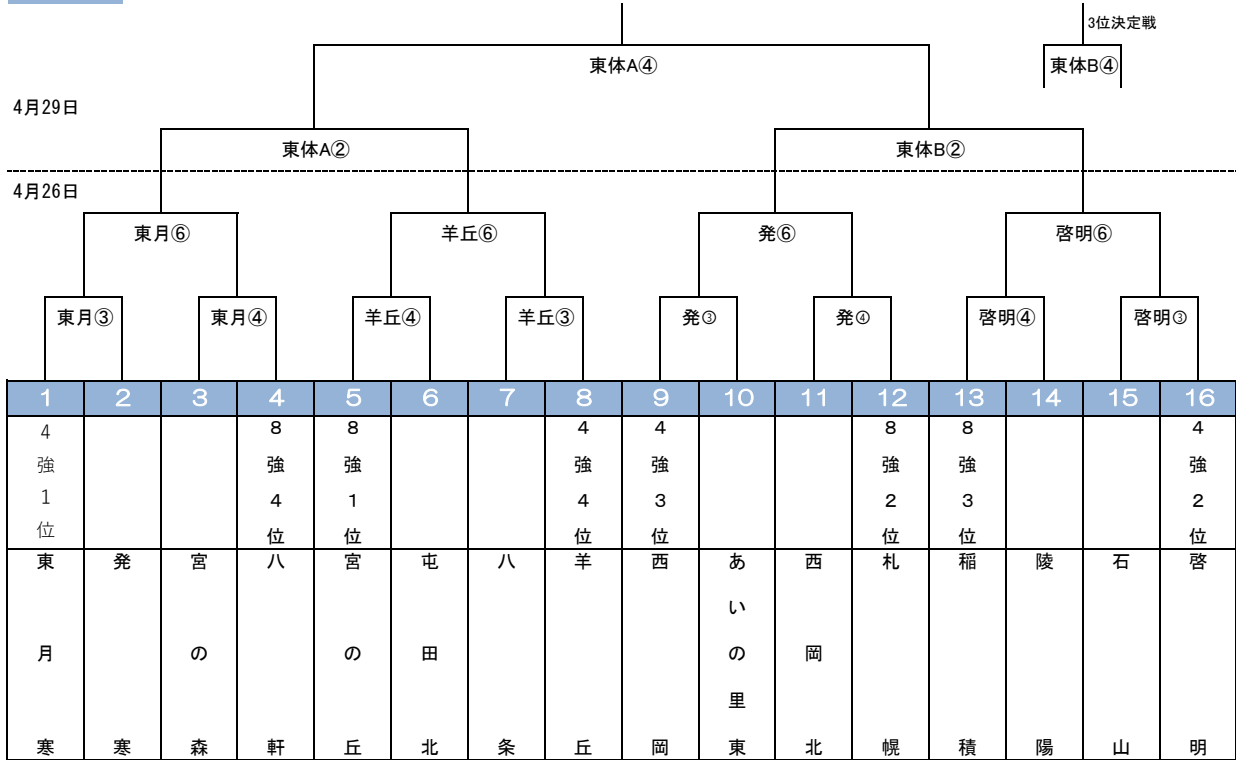 3位決定戦
東体A④
東体B④
4月29日
東体A②
東体B②
4月26日
東月⑥
羊丘⑥
発⑥
啓明⑥
東月③
東月④
羊丘④
羊丘③
発③
発④
啓明④
啓明③
1 2 3 4 5 6 7 8 9 10 11 12 13 14 15 16
4強1位
8強4位
8強1位
4強4位
4強3位
8強2位
8強3位
4強2位
東月寒
発寒
宮の森
八軒
宮の丘
屯田北
八条
羊丘
西岡
あいの里東
西岡北
札幌
稲積
陵陽
石山
啓明